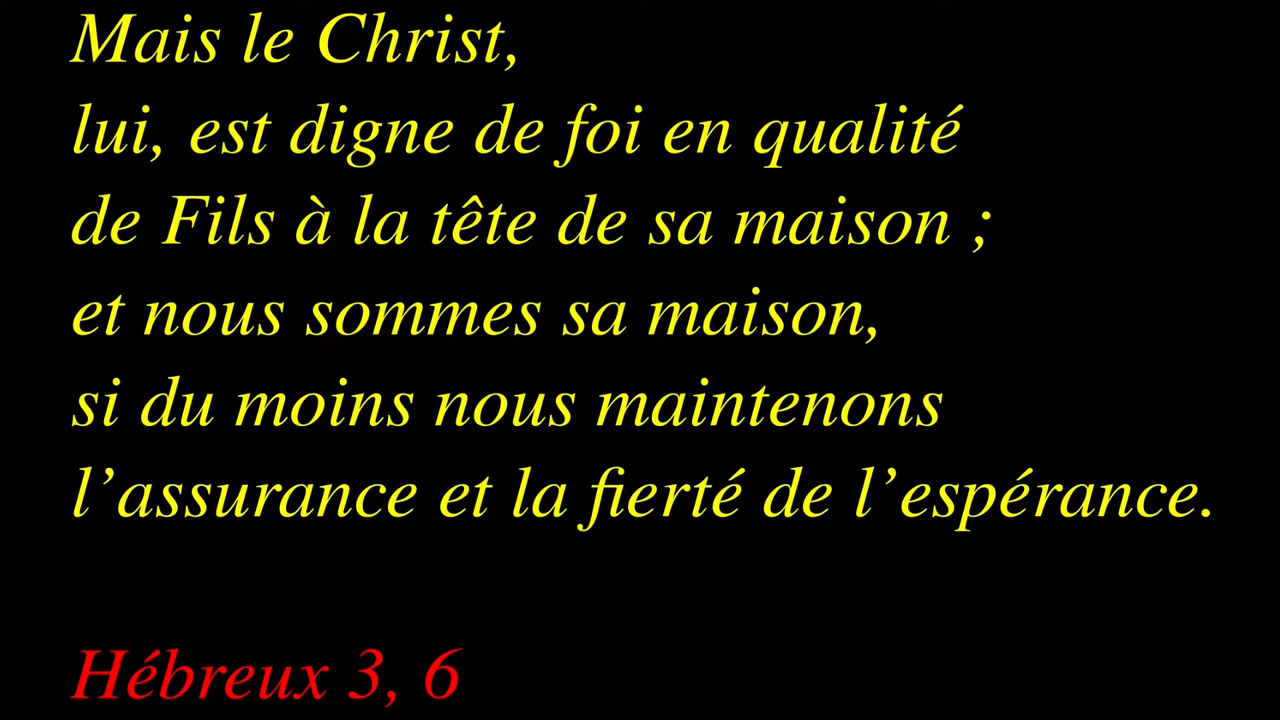 Mais le Christ,
lui, est digne de foi en qualité
de Fils à la tête de sa maison ;
et nous sommes sa maison,
si du moins nous maintenons
l’assurance et la fierté de l’espérance.
Hébreux 3, 6